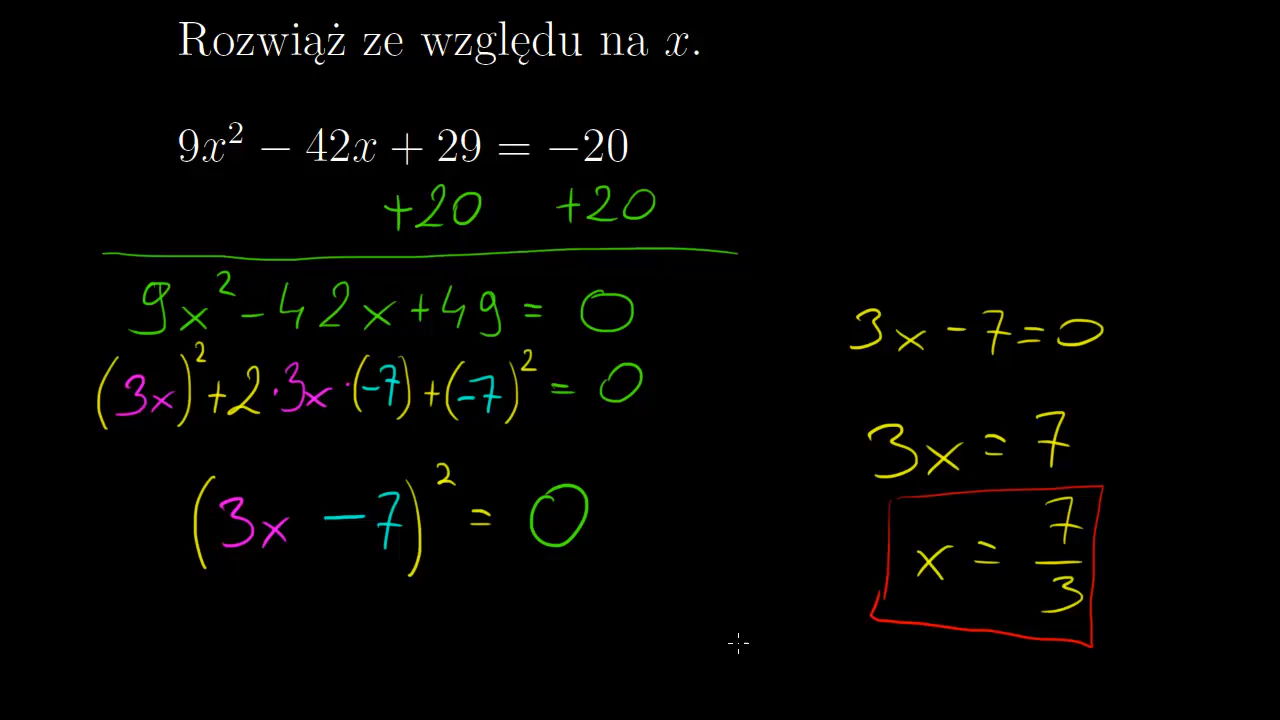 Rozwiąż ze względu na x.
9x² − 42x + 29 = −20
+20 +20
9x² − 42x + 49 = 0
(3x)² + 2 · 3x · (−7) + (−7)² = 0
(3x − 7)² = 0
3x − 7 = 0
3x = 7
x = 7/3